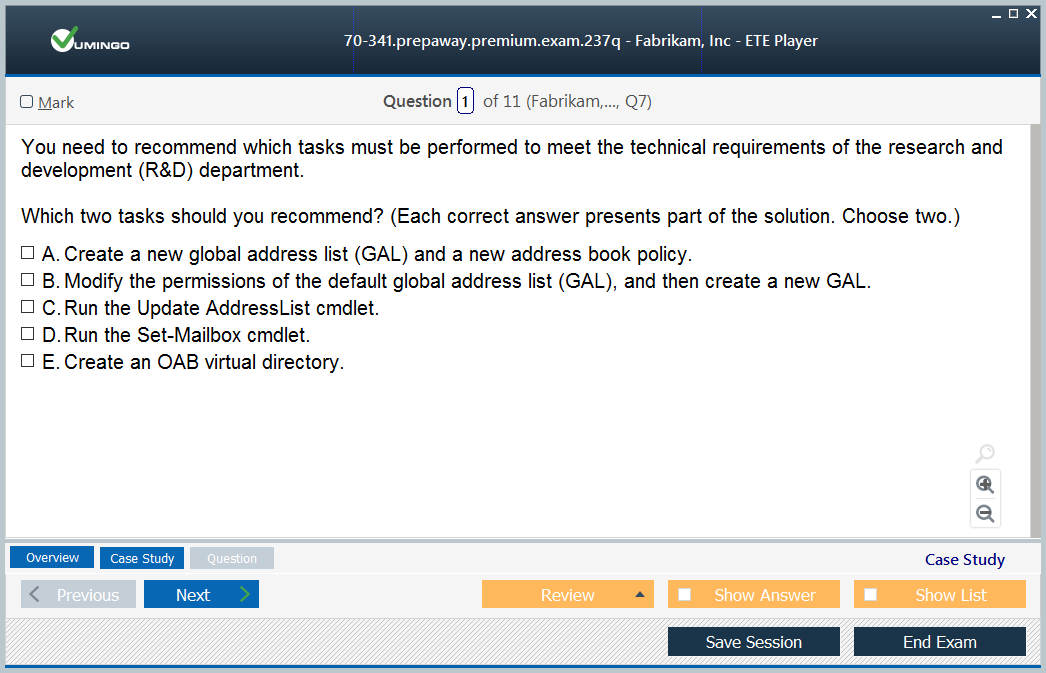 VUMINGO
70-341.prepaway.premium.exam.237q - Fabrikam, Inc - ETE Player
Mark
Question 1 of 11 (Fabrikam,..., Q7)
You need to recommend which tasks must be performed to meet the technical requirements of the research and
development (R&D) department.
Which two tasks should you recommend? (Each correct answer presents part of the solution. Choose two.)
A. Create a new global address list (GAL) and a new address book policy.
B. Modify the permissions of the default global address list (GAL), and then create a new GAL.
C. Run the Update AddressList cmdlet.
D. Run the Set-Mailbox cmdlet.
E. Create an OAB virtual directory.
Overview Case Study Question Case Study
Previous Next Review Show Answer Show List
Save Session End Exam